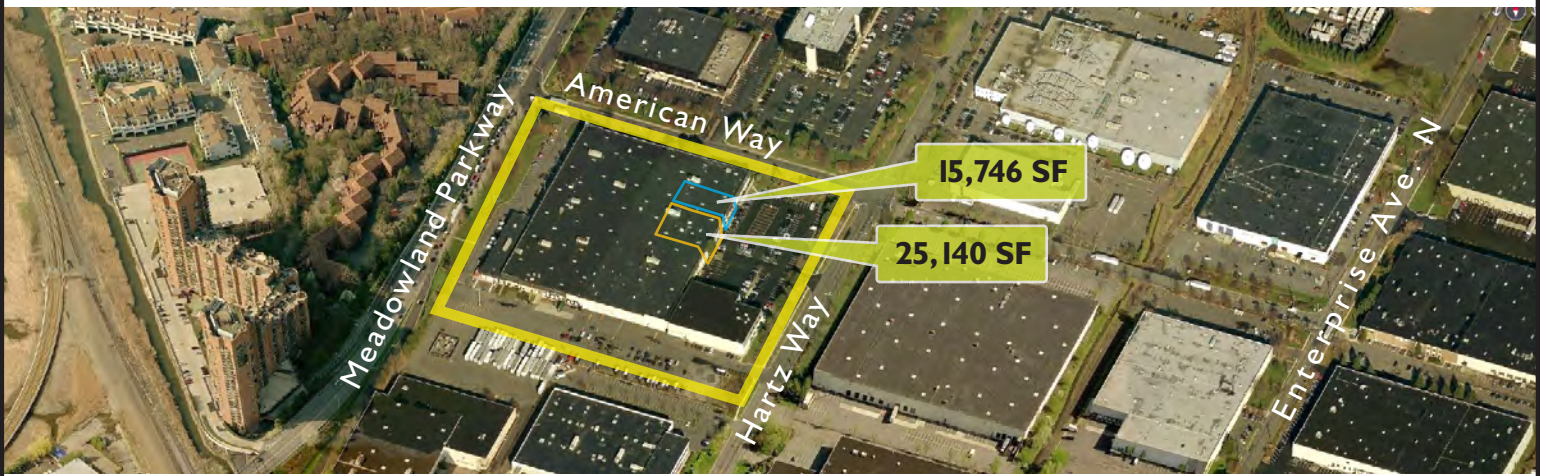 American Way
Meadowland Parkway
15,746 SF
25,140 SF
Hartz Way
Enterprise Ave. N